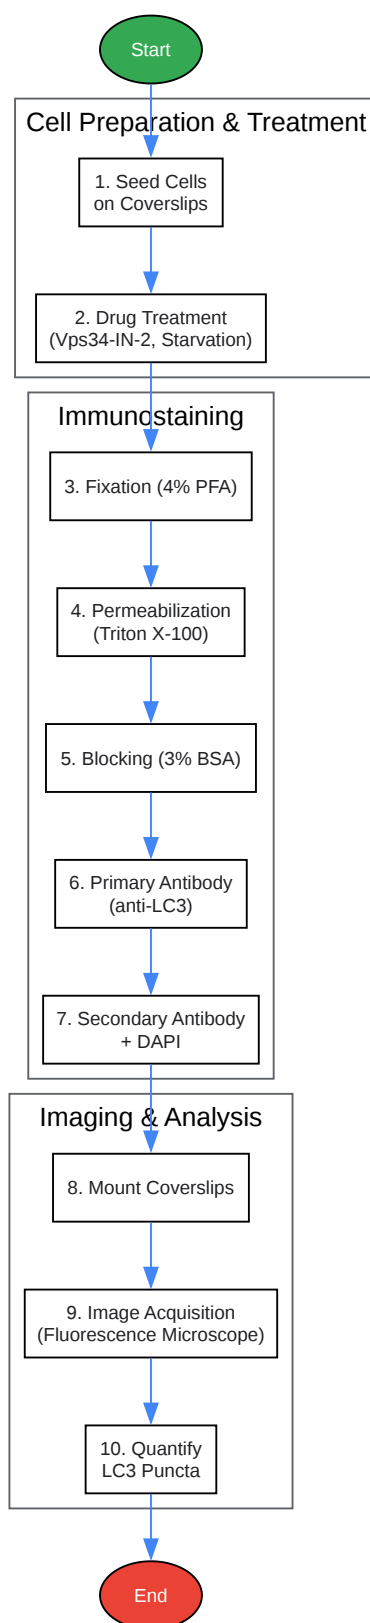 Start
Cell Preparation & Treatment
1. Seed Cells
on Coverslips
2. Drug Treatment
(Vps34-IN-2, Starvation)
Immunostaining
3. Fixation (4% PFA)
4. Permeabilization
(Triton X-100)
5. Blocking (3% BSA)
6. Primary Antibody
(anti-LC3)
7. Secondary Antibody
+ DAPI
Imaging & Analysis
8. Mount Coverslips
9. Image Acquisition
(Fluorescence Microscope)
10. Quantify
LC3 Puncta
End